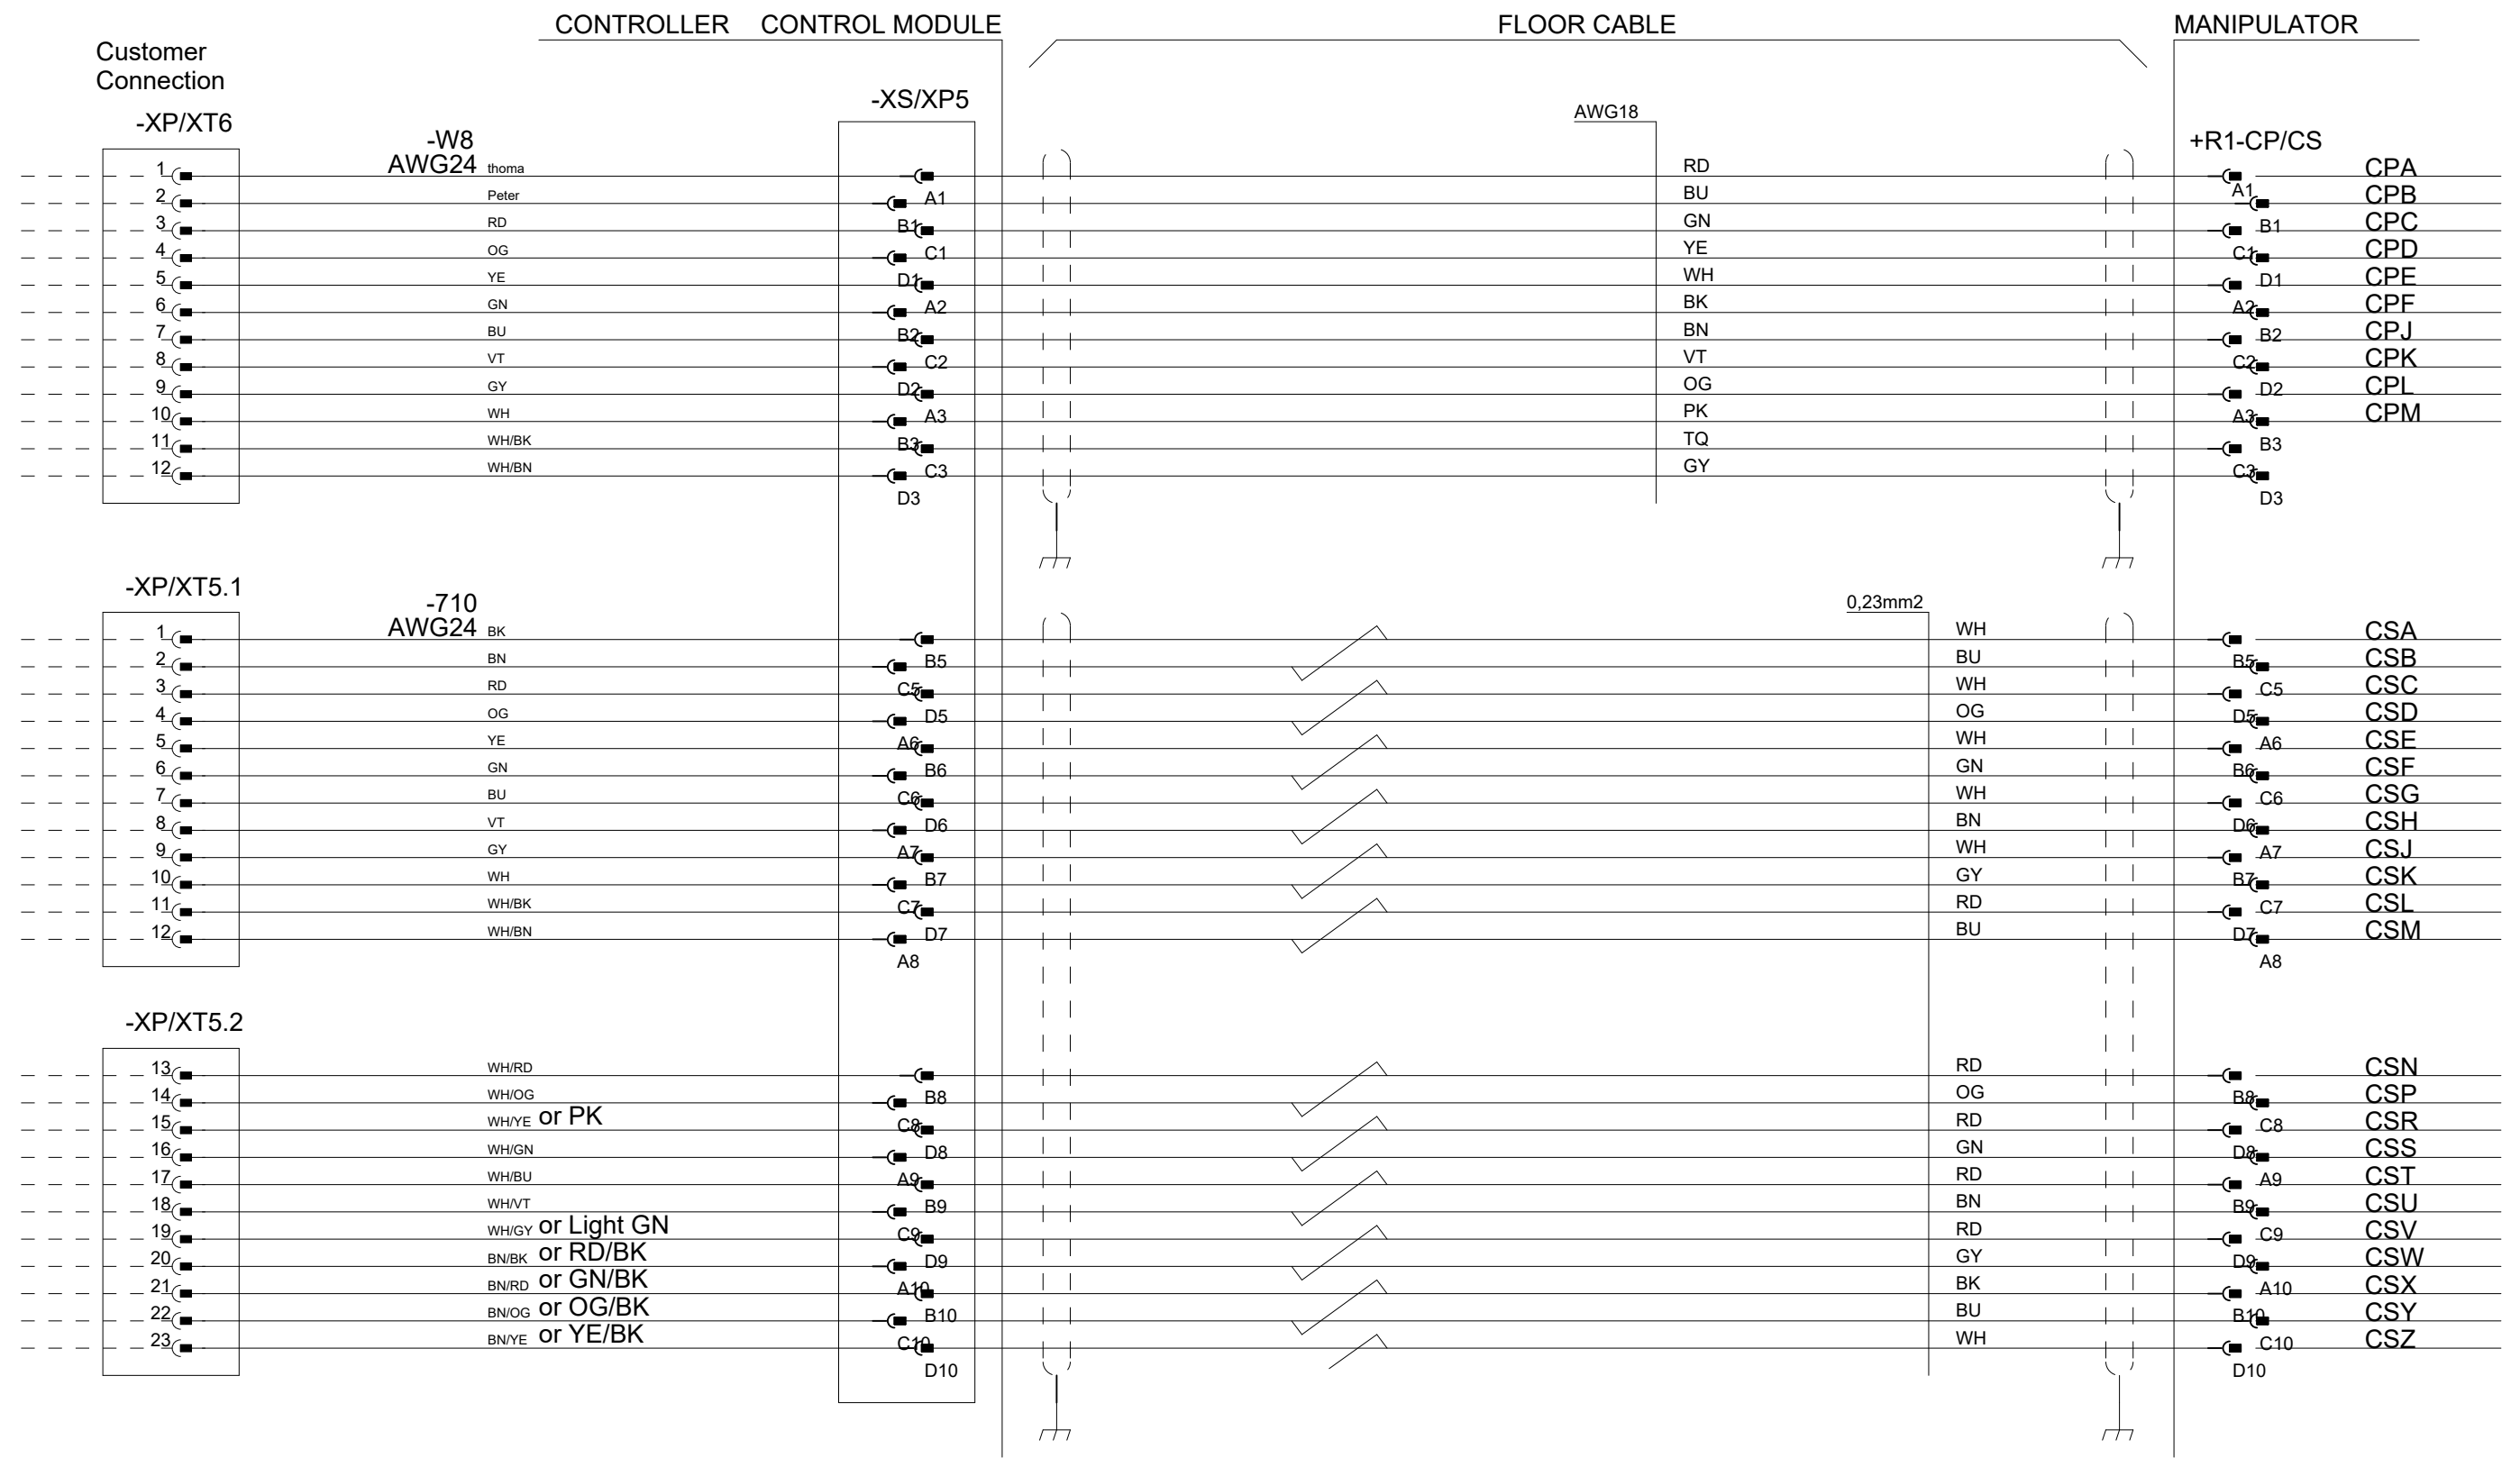 CONTROLLER CONTROL MODULE FLOOR CABLE MANIPULATOR
Customer
Connection
-XS/XP5
AWG18
-XP/XT6
-W8 +R1-CP/CS
AWG24
1 thoma A1 RD A1 CPA
2 Peter B1 BU B1 CPB
3 RD C1 GN C1 CPC
4 OG D1 YE D1 CPD
5 YE A2 WH A2 CPE
6 GN B2 BK B2 CPF
7 BU C2 BN C2 CPJ
8 VT D2 VT D2 CPK
9 GY A3 OG A3 CPL
10 WH B3 PK B3 CPM
11 WH/BK C3 TQ C3
12 WH/BN D3 GY D3
-XP/XT5.1
-710 0,23mm2
AWG24
1 BK B5 WH B5 CSA
2 BN C5 BU C5 CSB
3 RD D5 WH D5 CSC
4 OG A6 OG A6 CSD
5 YE B6 WH B6 CSE
6 GN C6 GN C6 CSF
7 BU D6 WH D6 CSG
8 VT A7 BN A7 CSH
9 GY B7 WH B7 CSJ
10 WH C7 GY C7 CSK
11 WH/BK D7 RD D7 CSL
12 WH/BN A8 BU A8 CSM
-XP/XT5.2
13 WH/RD B8 RD B8 CSN
14 WH/OG C8 OG C8 CSP
15 WH/YE or PK D8 RD D8 CSR
16 WH/GN A9 GN A9 CSS
17 WH/BU B9 RD B9 CST
18 WH/VT C9 BN C9 CSU
19 WH/GY or Light GN D9 RD D9 CSV
20 BN/BK or RD/BK A10 GY A10 CSW
21 BN/RD or GN/BK B10 BK B10 CSX
22 BN/OG or OG/BK C10 BU C10 CSY
23 BN/YE or YE/BK D10 WH D10 CSZ